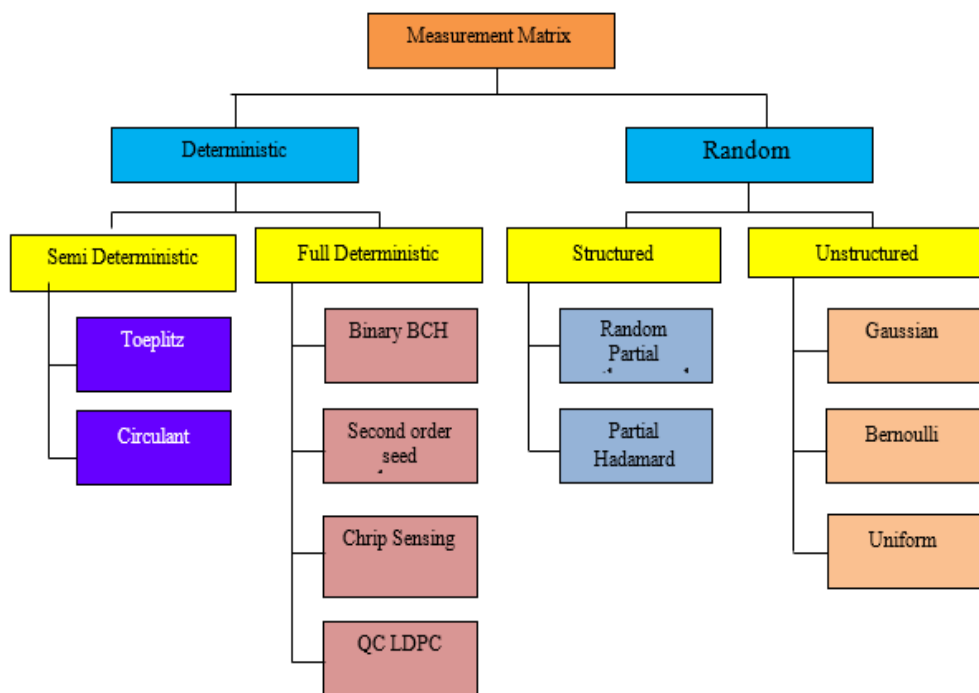 Measurement Matrix
Deterministic
Random
Semi Deterministic
Full Deterministic
Structured
Unstructured
Toeplitz
Circulant
Binary BCH
Second order
seed
Chrip Sensing
QC LDPC
Random
Partial
Partial
Hadamard
Gaussian
Bernoulli
Uniform